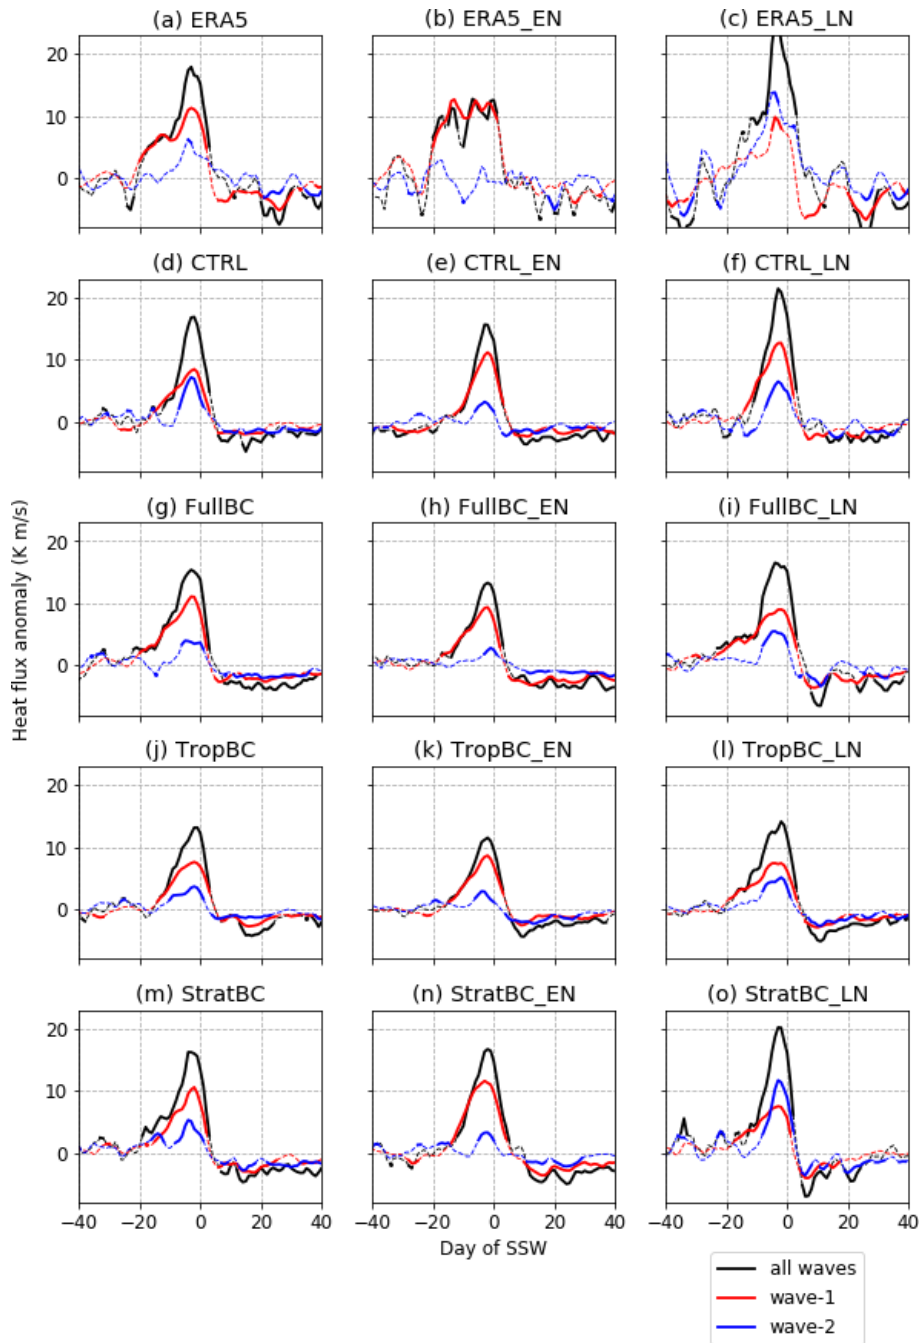 (a) ERA5
(b) ERA5_EN
(c) ERA5_LN
20
10
0
(d) CTRL
(e) CTRL_EN
(f) CTRL_LN
20
10
0
(g) FullBC
(h) FullBC_EN
(i) FullBC_LN
20
10
0
Heat flux anomaly (K m/s)
(j) TropBC
(k) TropBC_EN
(l) TropBC_LN
20
10
0
(m) StratBC
(n) StratBC_EN
(o) StratBC_LN
20
10
0
−40 −20 0 20 40
−40 −20 0 20 40
−40 −20 0 20 40
Day of SSW
all waves
wave-1
wave-2